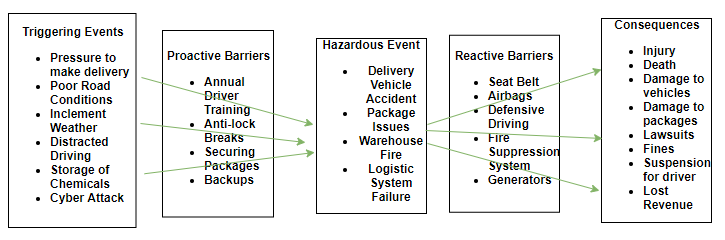 Triggering Events
• Pressure to
make delivery
• Poor Road
Conditions
• Inclement
Weather
• Distracted
Driving
• Storage of
Chemicals
• Cyber Attack
Proactive Barriers
• Annual
Driver
Training
• Anti-lock
Breaks
• Securing
Packages
• Backups
Hazardous Event
• Delivery
Vehicle
Accident
• Package
Issues
• Warehouse
Fire
• Logistic
System
Failure
Reactive Barriers
• Seat Belt
• Airbags
• Defensive
Driving
• Fire
Suppression
System
• Generators
Consequences
• Injury
• Death
• Damage to
vehicles
• Damage to
packages
• Lawsuits
• Fines
• Suspension
for driver
• Lost
Revenue